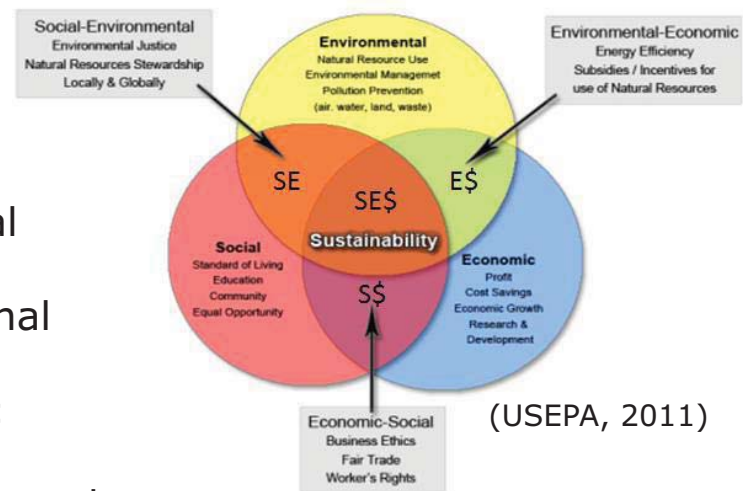 Social-Environmental
Environmental Justice
Natural Resources Stewardship
Locally & Globally
Environmental
Natural Resource Use
Environmental Managemet
Pollution Prevention
(air. water, land, waste)
Environmental-Economic
Energy Efficiency
Subsidies / Incentives for
use of Natural Resources
SE
SE$
E$
Sustainability
Social
Standard of Living
Education
Community
Equal Opportunity
Economic
Profit
Cost Savings
Economic Growth
Research &
Development
S$
Economic-Social
Business Ethics
Fair Trade
Worker's Rights
(USEPA, 2011)
al
nal